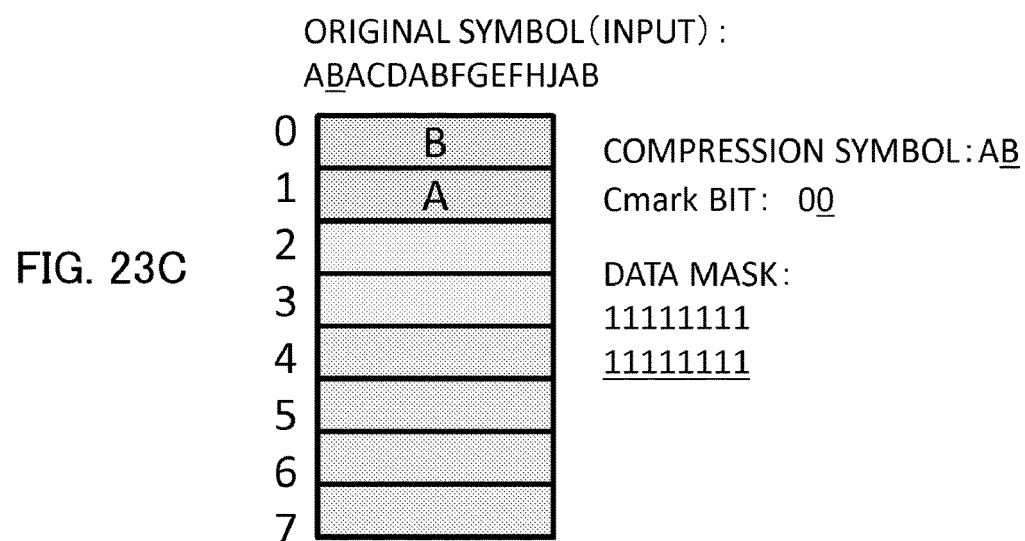 ORIGINAL SYMBOL(INPUT):
ABACDABFGEFHJAB
0 B
1 A
2
3
4
5
6
7
COMPRESSION SYMBOL:AB
Cmark BIT: 00
DATA MASK:
11111111
11111111
FIG. 23C